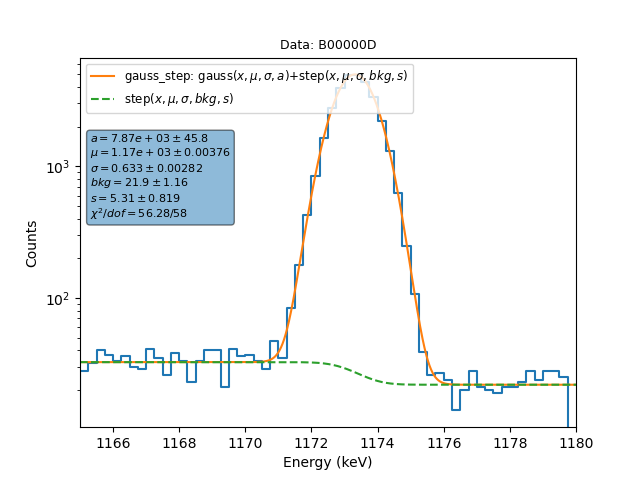 Data: B00000D
gauss_step: gauss(x, μ, σ, a)+step(x, μ, σ, bkg, s)
step(x, μ, σ, bkg, s)
a = 7.87e + 03 ± 45.8
μ = 1.17e + 03 ± 0.00376
σ = 0.633 ± 0.00282
bkg = 21.9 ± 1.16
s = 5.31 ± 0.819
χ²/dof = 56.28/58
Counts
10³
10²
1166 1168 1170 1172 1174 1176 1178 1180
Energy (keV)